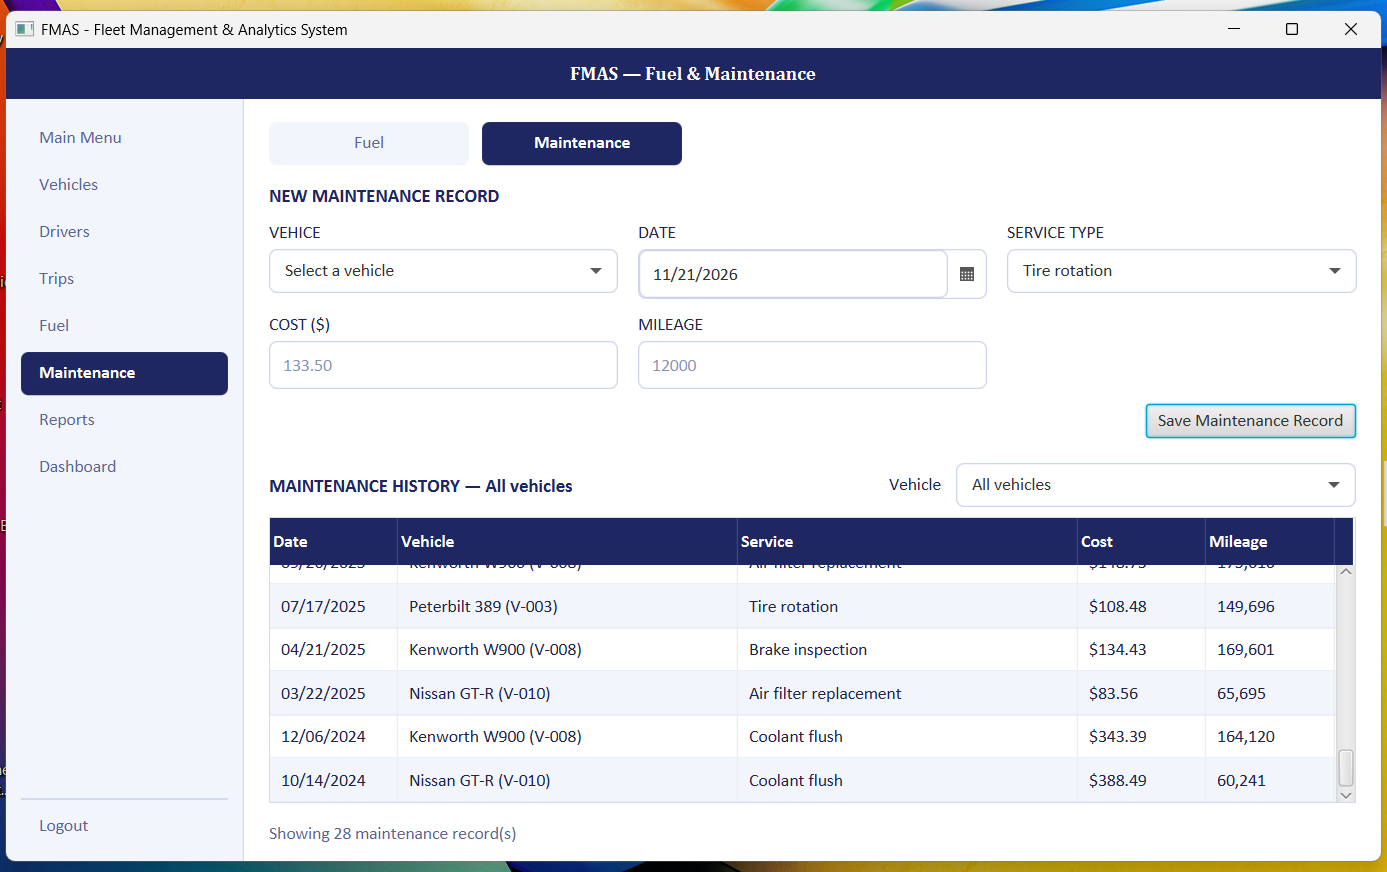 FMAS - Fleet Management & Analytics System
FMAS — Fuel & Maintenance
Main Menu
Vehicles
Drivers
Trips
Fuel
Maintenance
Reports
Dashboard
Logout
Fuel Maintenance
NEW MAINTENANCE RECORD
VEHICE DATE SERVICE TYPE
Select a vehicle 11/21/2026 Tire rotation
COST ($) MILEAGE
133.50 12000
Save Maintenance Record
MAINTENANCE HISTORY — All vehicles Vehicle All vehicles
Date Vehicle Service Cost Mileage
Kenworth W900 (V-008) Air filter replacement
07/17/2025 Peterbilt 389 (V-003) Tire rotation $108.48 149,696
04/21/2025 Kenworth W900 (V-008) Brake inspection $134.43 169,601
03/22/2025 Nissan GT-R (V-010) Air filter replacement $83.56 65,695
12/06/2024 Kenworth W900 (V-008) Coolant flush $343.39 164,120
10/14/2024 Nissan GT-R (V-010) Coolant flush $388.49 60,241
Showing 28 maintenance record(s)